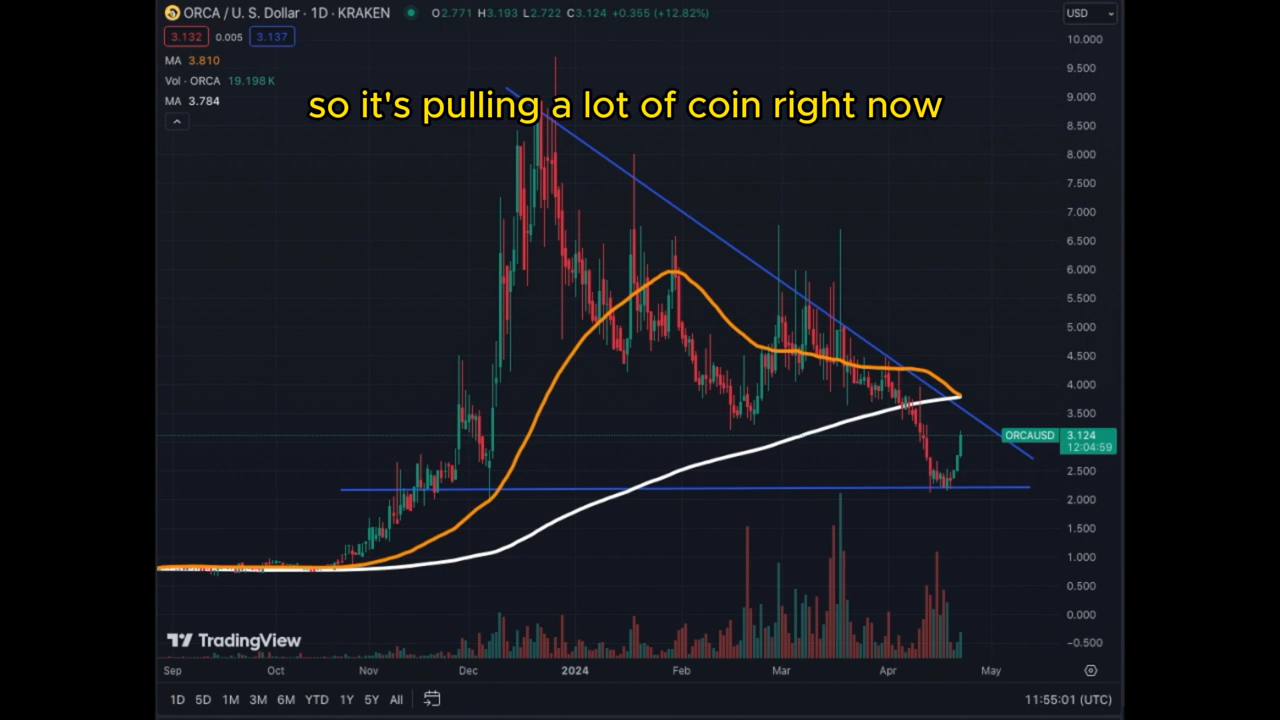 ORCA / U. S. Dollar · 1D · KRAKEN O2.771 H3.193 L2.722 C3.124 +0.355 (+12.82%)
USD
3.132 0.005 3.137
MA 3.810
Vol · ORCA 19.198 K
MA 3.784
so it's pulling a lot of coin right now
10.000
9.500
9.000
8.500
8.000
7.500
7.000
6.500
6.000
5.500
5.000
4.500
4.000
3.500
ORCAUSD 3.124
12:04:59
2.500
2.000
1.500
1.000
0.500
0.000
−0.500
TradingView
Sep Oct Nov Dec 2024 Feb Mar Apr May
1D 5D 1M 3M 6M YTD 1Y 5Y All 11:55:01 (UTC)